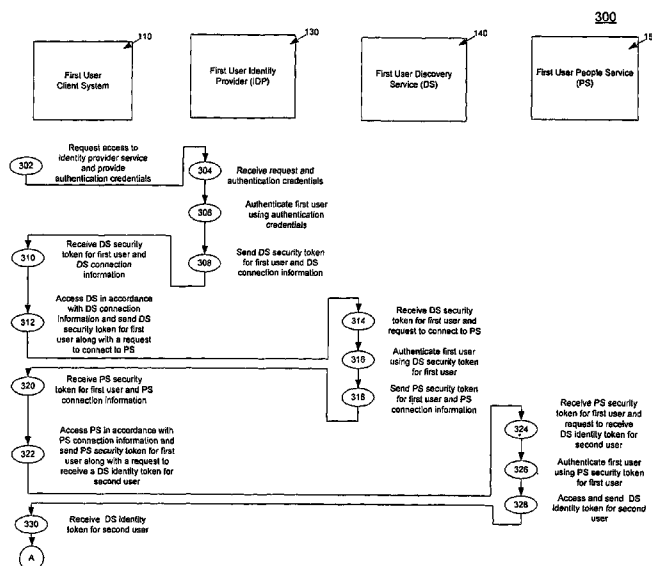 300
110
130
140
15
First User
Client System
First User Identity
Provider (IDP)
First User Discovery
Service (DS)
First User People Service
(PS)
302
Request access to
identity provider service
and provide
authentication credentials
304
Receive request and
authentication credentials
306
Authenticate first user
using authentication
credentials
308
Send DS security token
for first user and DS
connection information
310
Receive DS security
token for first user and
DS connection
information
312
Access DS in accordance
with DS connection
information and send DS
security token for first
user along with a request
to connect to PS
314
Receive DS security
token for first user and
request to connect to PS
316
Authenticate first user
using DS security token
for first user
318
Send PS security token
for first user and PS
connection information
320
Receive PS security
token for first user and PS
connection information
322
Access PS in accordance with
PS connection information and
send PS security token for first
user along with a request to
receive a DS identity token for
second user
324
Receive PS security
token for first user and
request to receive
DS identity token for
second user
326
Authenticate first user
using PS security token
for first user
328
Access and send DS
identity token for second
user
330
Receive DS identity
token for second user
A